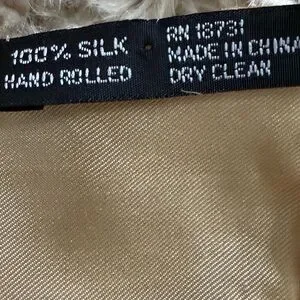 100% SILK
HAND ROLLED
RN 18731
MADE IN CHINA
DRY CLEAN